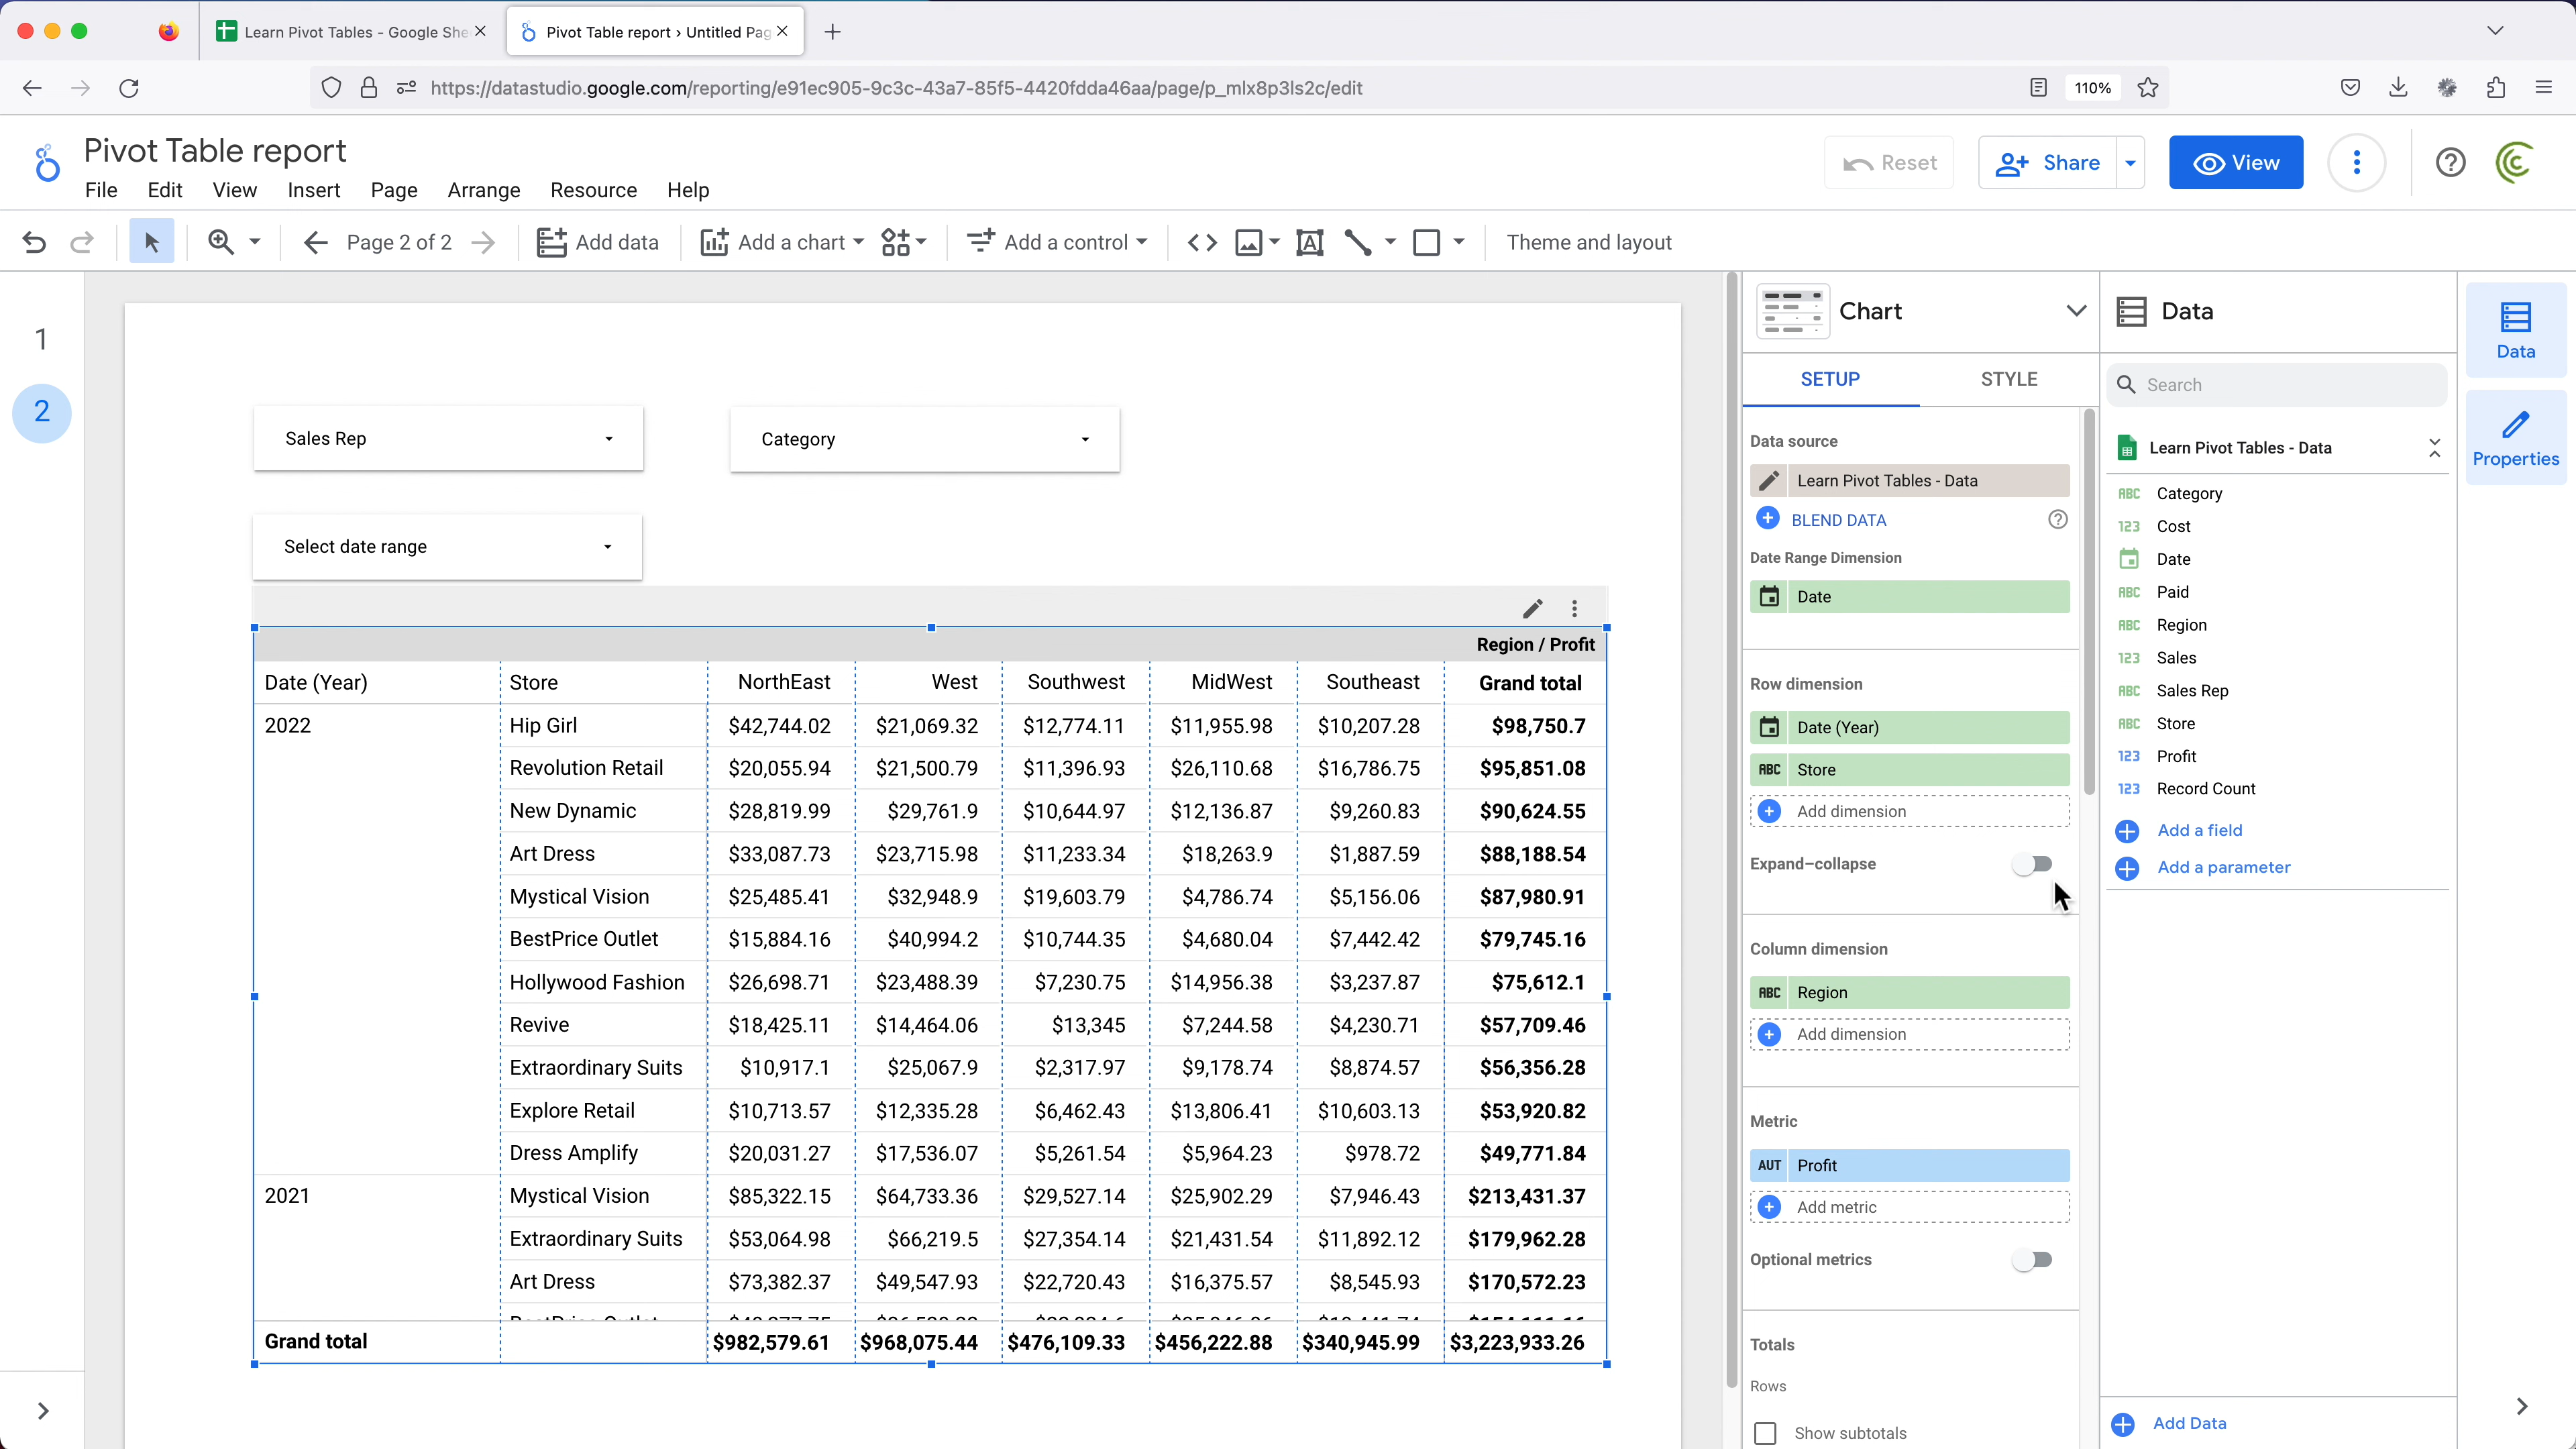 Learn Pivot Tables - Google She
Pivot Table report › Untitled Pag
https://datastudio.google.com/reporting/e91ec905-9c3c-43a7-85f5-4420fdda46aa/page/p_mlx8p3ls2c/edit
110%
Pivot Table report
File Edit View Insert Page Arrange Resource Help
Reset
Share
View
Page 2 of 2
Add data
Add a chart
Add a control
Theme and layout
1
2
Sales Rep
Category
Select date range
Region / Profit
Date (Year) Store NorthEast West Southwest MidWest Southeast Grand total
2022 Hip Girl $42,744.02 $21,069.32 $12,774.11 $11,955.98 $10,207.28 $98,750.7
Revolution Retail $20,055.94 $21,500.79 $11,396.93 $26,110.68 $16,786.75 $95,851.08
New Dynamic $28,819.99 $29,761.9 $10,644.97 $12,136.87 $9,260.83 $90,624.55
Art Dress $33,087.73 $23,715.98 $11,233.34 $18,263.9 $1,887.59 $88,188.54
Mystical Vision $25,485.41 $32,948.9 $19,603.79 $4,786.74 $5,156.06 $87,980.91
BestPrice Outlet $15,884.16 $40,994.2 $10,744.35 $4,680.04 $7,442.42 $79,745.16
Hollywood Fashion $26,698.71 $23,488.39 $7,230.75 $14,956.38 $3,237.87 $75,612.1
Revive $18,425.11 $14,464.06 $13,345 $7,244.58 $4,230.71 $57,709.46
Extraordinary Suits $10,917.1 $25,067.9 $2,317.97 $9,178.74 $8,874.57 $56,356.28
Explore Retail $10,713.57 $12,335.28 $6,462.43 $13,806.41 $10,603.13 $53,920.82
Dress Amplify $20,031.27 $17,536.07 $5,261.54 $5,964.23 $978.72 $49,771.84
2021 Mystical Vision $85,322.15 $64,733.36 $29,527.14 $25,902.29 $7,946.43 $213,431.37
Extraordinary Suits $53,064.98 $66,219.5 $27,354.14 $21,431.54 $11,892.12 $179,962.28
Art Dress $73,382.37 $49,547.93 $22,720.43 $16,375.57 $8,545.93 $170,572.23
Grand total $982,579.61 $968,075.44 $476,109.33 $456,222.88 $340,945.99 $3,223,933.26
Chart
SETUP STYLE
Data source
Learn Pivot Tables - Data
BLEND DATA
Date Range Dimension
Date
Row dimension
Date (Year)
ABC Store
Add dimension
Expand-collapse
Column dimension
ABC Region
Add dimension
Metric
AUT Profit
Add metric
Optional metrics
Totals
Rows
Show subtotals
Data
Search
Learn Pivot Tables - Data
ABC Category
123 Cost
Date
ABC Paid
ABC Region
123 Sales
ABC Sales Rep
ABC Store
123 Profit
123 Record Count
Add a field
Add a parameter
Add Data
Data
Properties